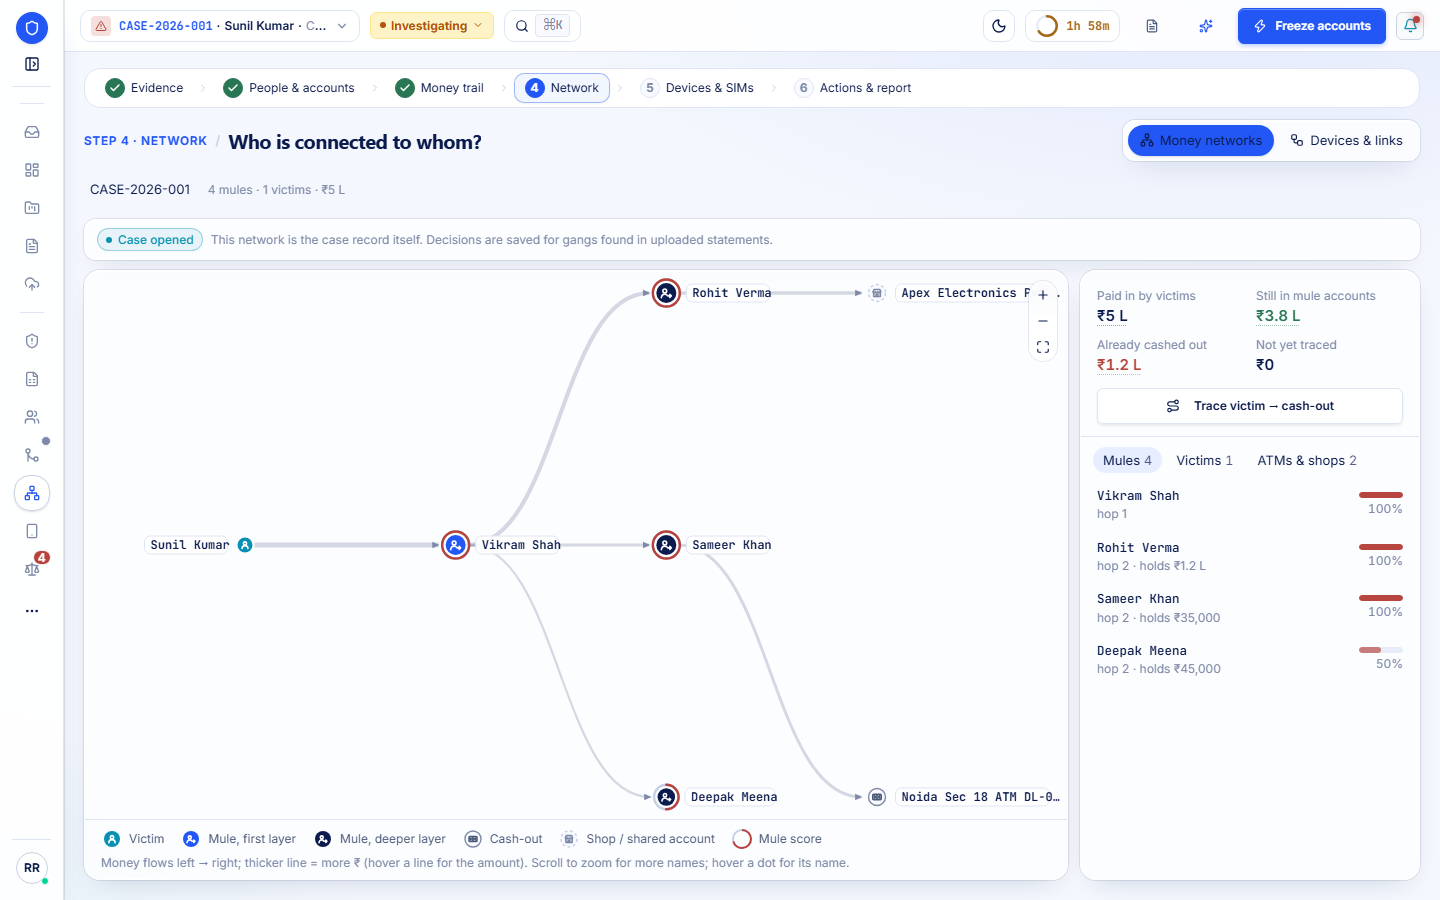 CASE-2026-001 · Sunil Kumar · C...
Investigating
⌘K
1h 58m
Freeze accounts
Evidence
People & accounts
Money trail
4 Network
5 Devices & SIMs
6 Actions & report
STEP 4 · NETWORK / Who is connected to whom?
Money networks
Devices & links
CASE-2026-001 4 mules · 1 victims · ₹5 L
Case opened This network is the case record itself. Decisions are saved for gangs found in uploaded statements.
Rohit Verma
Apex Electronics
Sunil Kumar
Vikram Shah
Sameer Khan
Deepak Meena
Noida Sec 18 ATM DL-0…
Victim
Mule, first layer
Mule, deeper layer
Cash-out
Shop / shared account
Mule score
Money flows left → right; thicker line = more ₹ (hover a line for the amount). Scroll to zoom for more names; hover a dot for its name.
Paid in by victims
₹5 L
Still in mule accounts
₹3.8 L
Already cashed out
₹1.2 L
Not yet traced
₹0
Trace victim → cash-out
Mules 4
Victims 1
ATMs & shops 2
Vikram Shah
hop 1
100%
Rohit Verma
hop 2 · holds ₹1.2 L
100%
Sameer Khan
hop 2 · holds ₹35,000
100%
Deepak Meena
hop 2 · holds ₹45,000
50%
4
RR